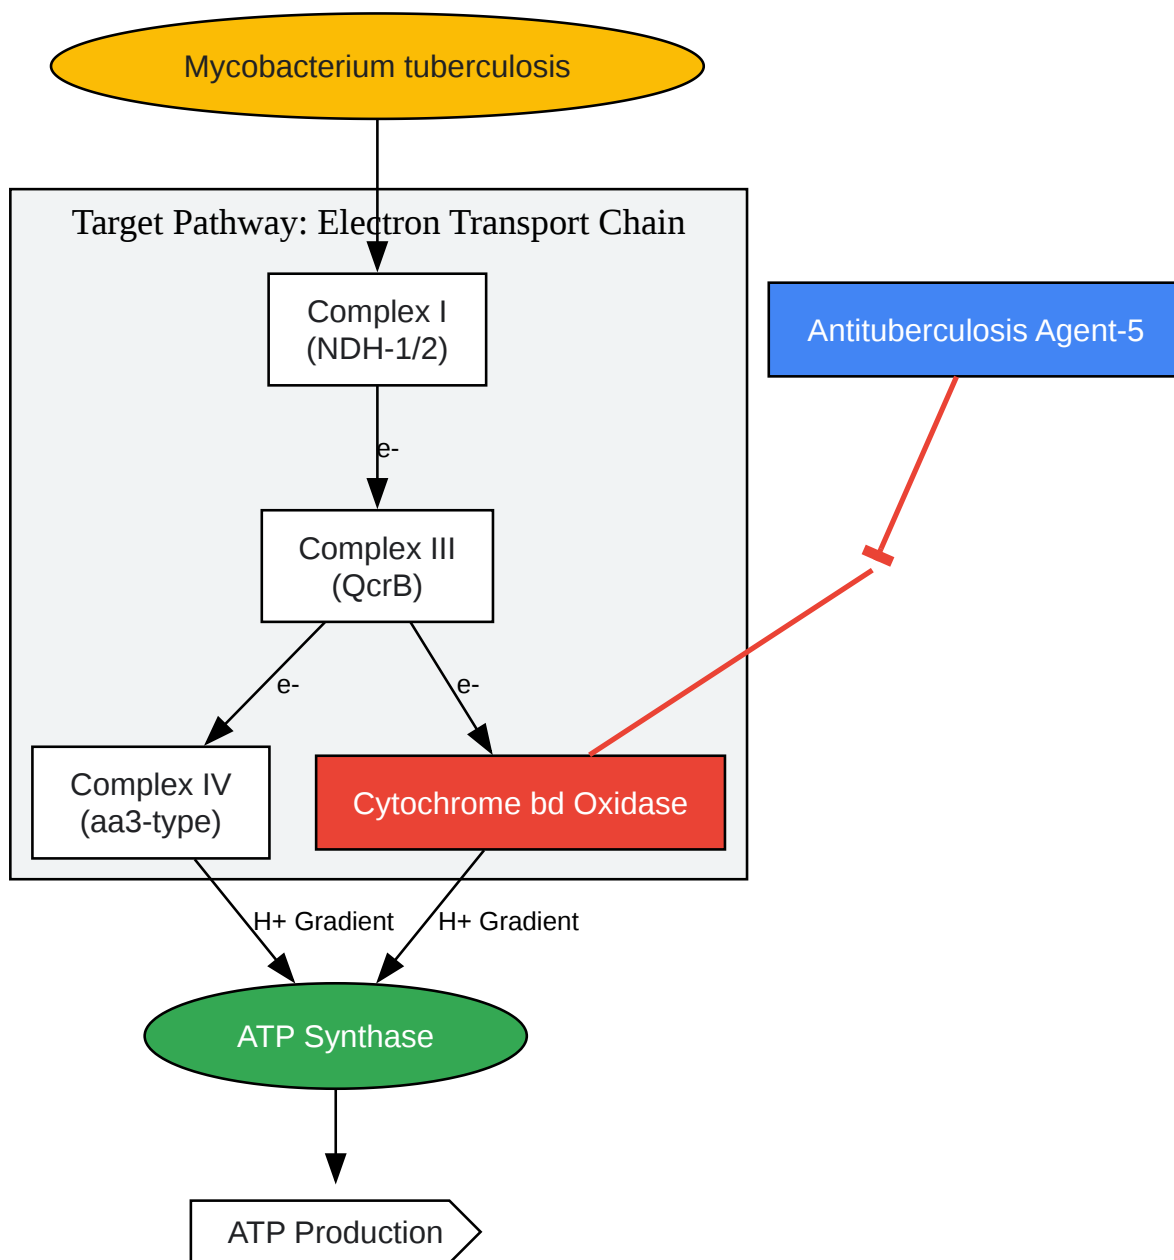 Mycobacterium tuberculosis
Target Pathway: Electron Transport Chain
Complex I
(NDH-1/2)
Antituberculosis Agent-5
e-
Complex III
(QcrB)
e-
e-
Complex IV
(aa3-type)
Cytochrome bd Oxidase
H+ Gradient
H+ Gradient
ATP Synthase
ATP Production